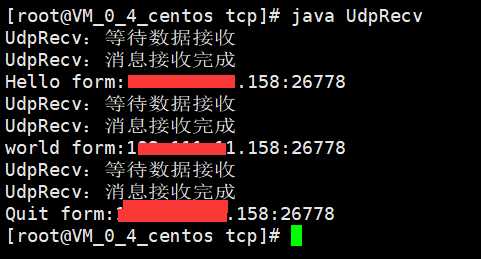 [root@VM_0_4_centos tcp]# java UdpRecv
UdpRecv: 等待数据接收
UdpRecv: 消息接收完成
Hello form: .158:26778
UdpRecv: 等待数据接收
UdpRecv: 消息接收完成
world form:1 1.158:26778
UdpRecv: 等待数据接收
UdpRecv: 消息接收完成
Quit form: .158:26778
[root@VM_0_4_centos tcp]#